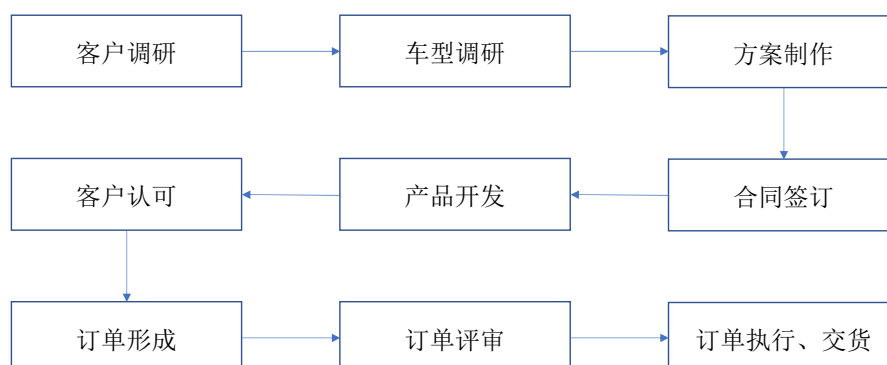 客户调研
车型调研
方案制作
客户认可
产品开发
合同签订
订单形成
订单评审
订单执行、交货